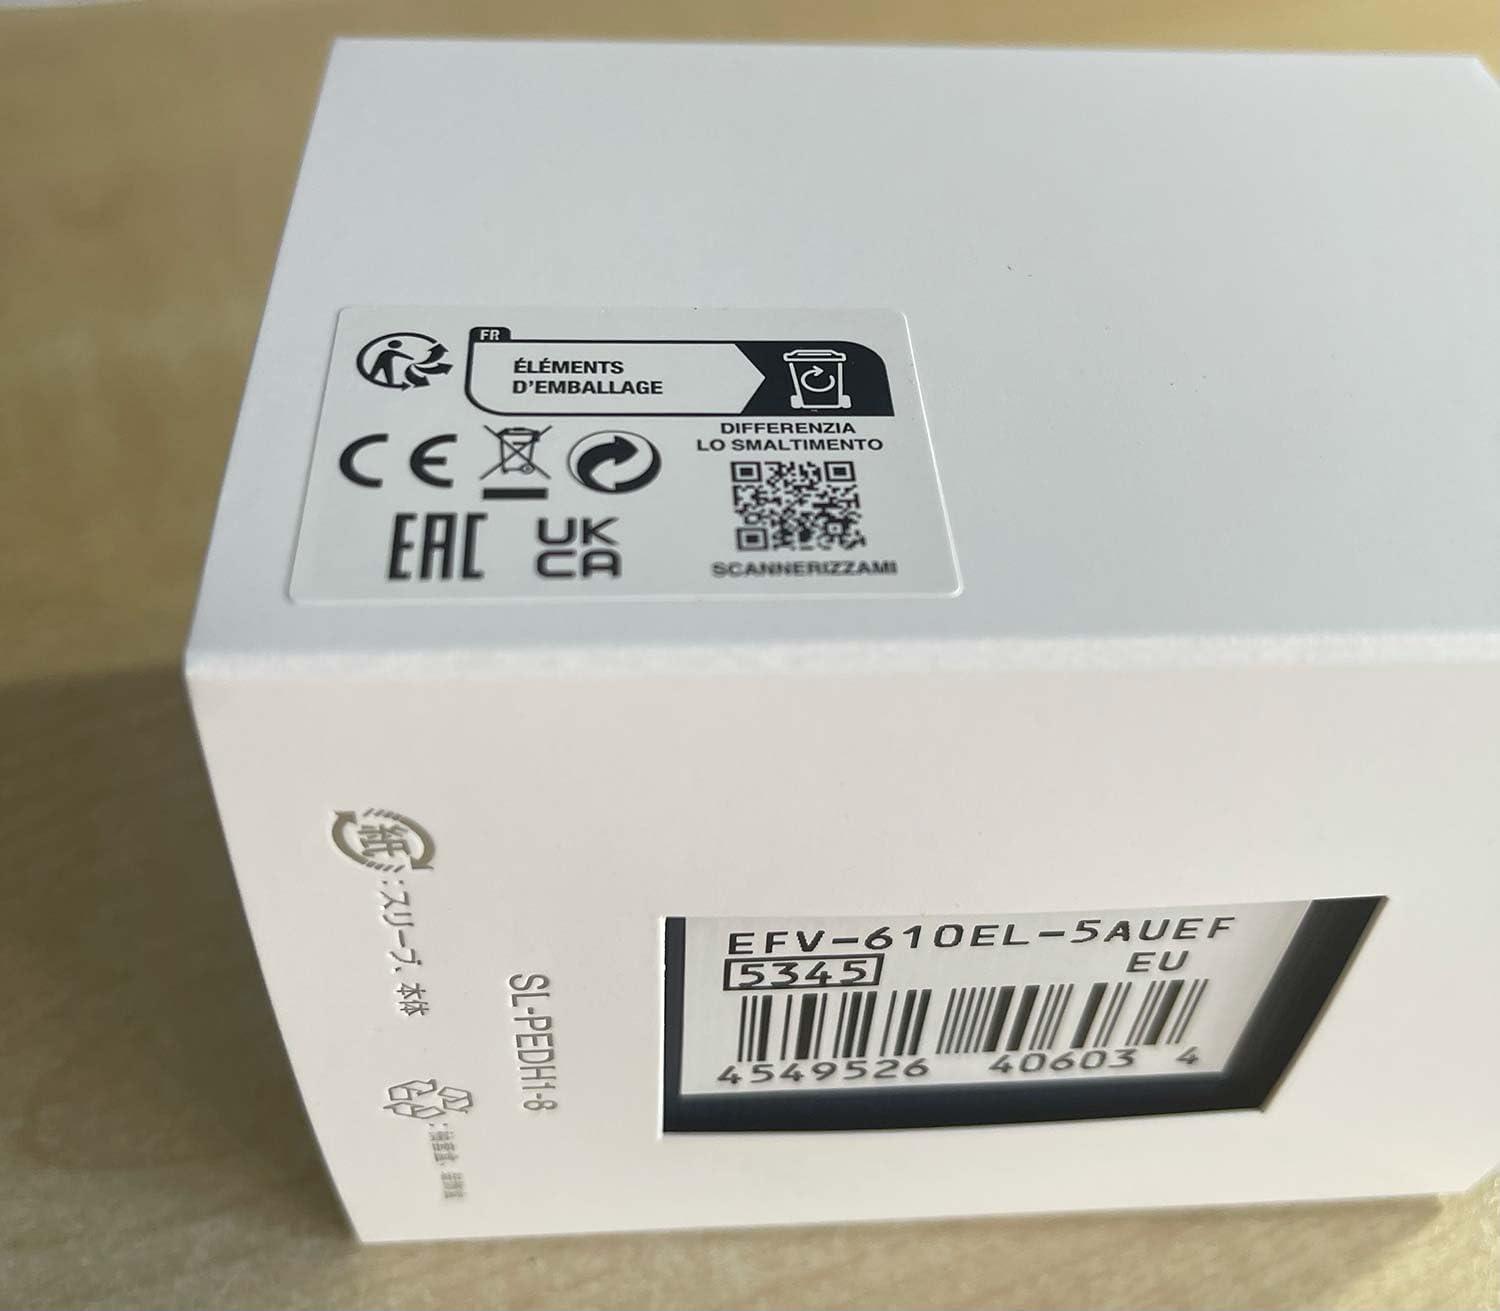 FR
ÉLÉMENTS
D'EMBALLAGE
DIFFERENZIA
LO SMALTIMENTO
CE
EAC
UK
CA
SCANNERIZZAMI
紙:スリーブ、本体
SL-PEDH1-8
EFV-610EL-5AUEF
5345
EU
4549526 40603 4